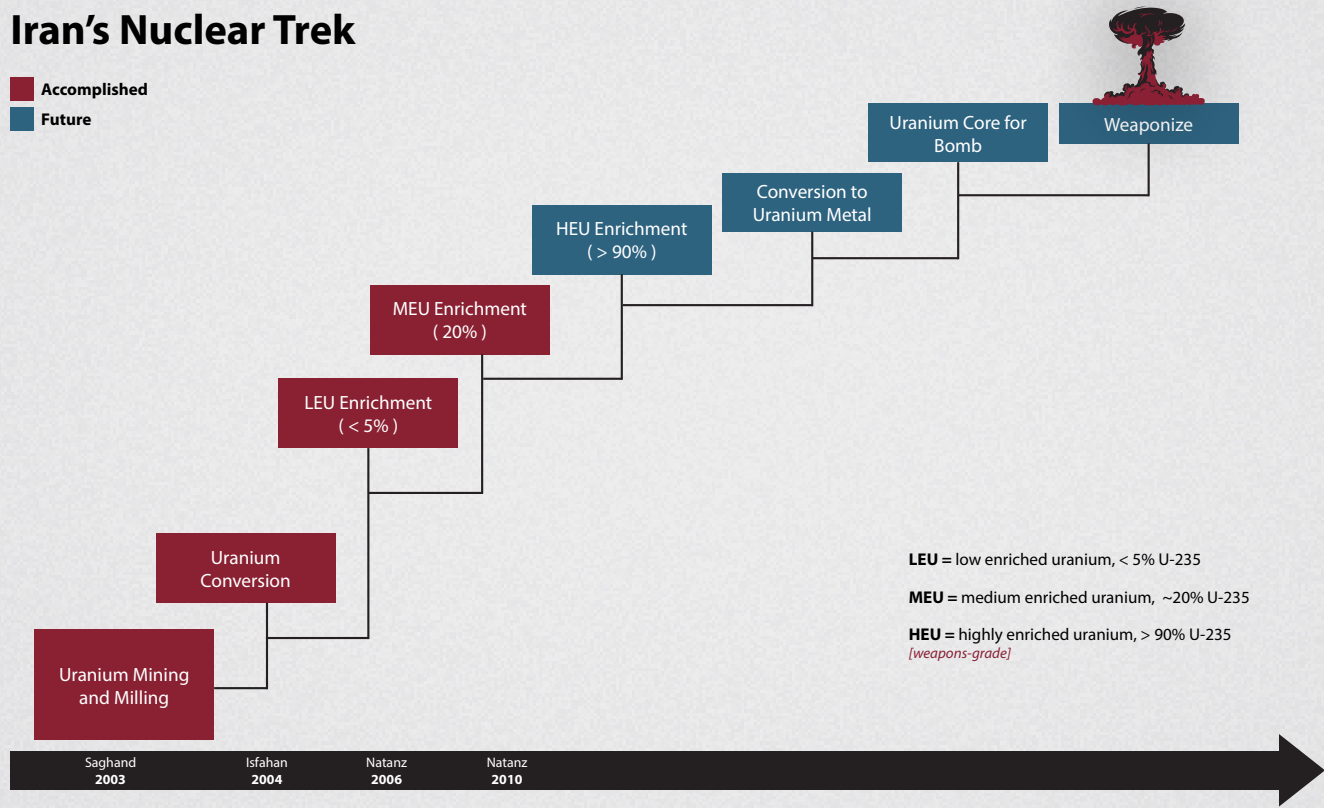 Iran's Nuclear Trek
Accomplished
Future
Weaponize
Uranium Core for
Bomb
Conversion to
Uranium Metal
HEU Enrichment
( > 90% )
MEU Enrichment
( 20% )
LEU Enrichment
( < 5% )
Uranium
Conversion
Uranium Mining
and Milling
LEU = low enriched uranium, < 5% U-235
MEU = medium enriched uranium, ~20% U-235
HEU = highly enriched uranium, > 90% U-235
[weapons-grade]
Saghand
2003
Isfahan
2004
Natanz
2006
Natanz
2010